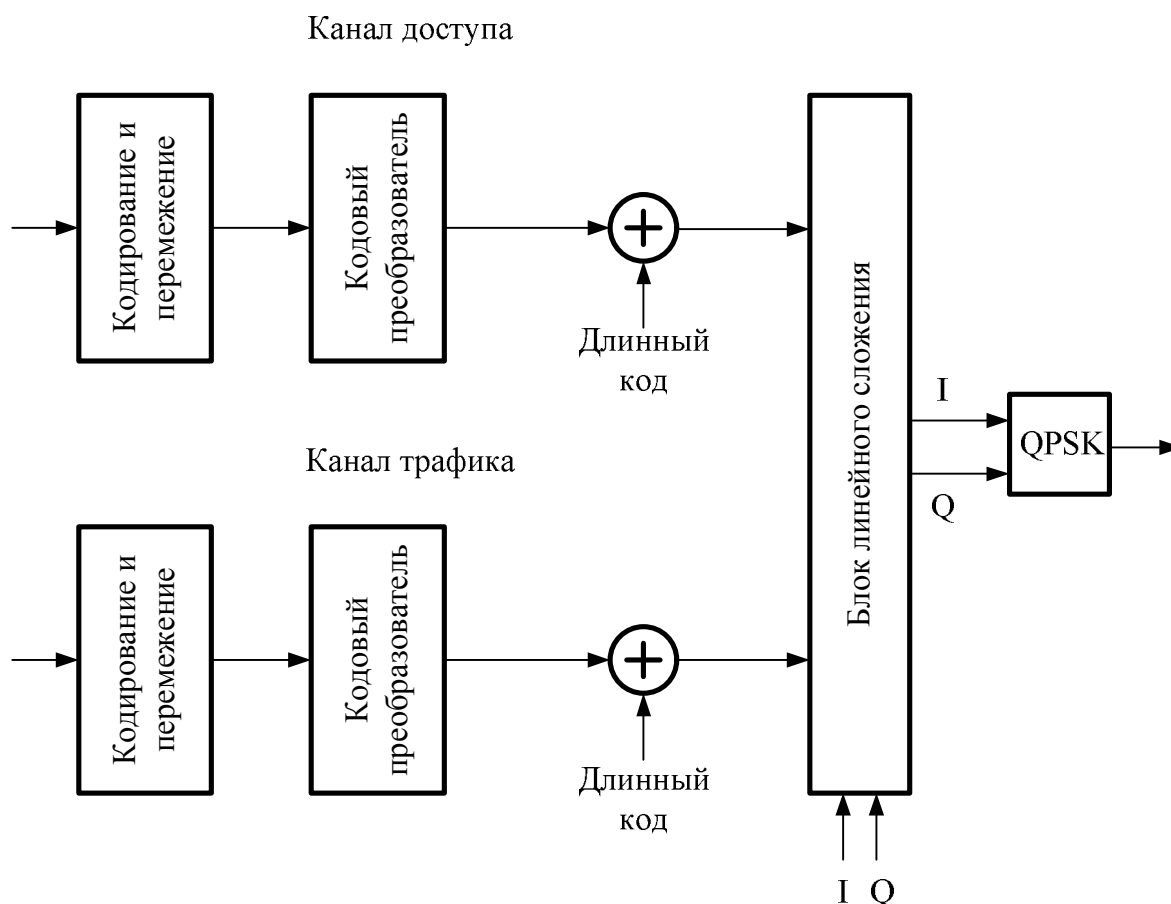 Канал доступа
Кодирование и
перемежение
Кодовый
преобразователь
Длинный
код
Блок линейного сложения
I
Q
QPSK
Канал трафика
Кодирование и
перемежение
Кодовый
преобразователь
Длинный
код
I Q